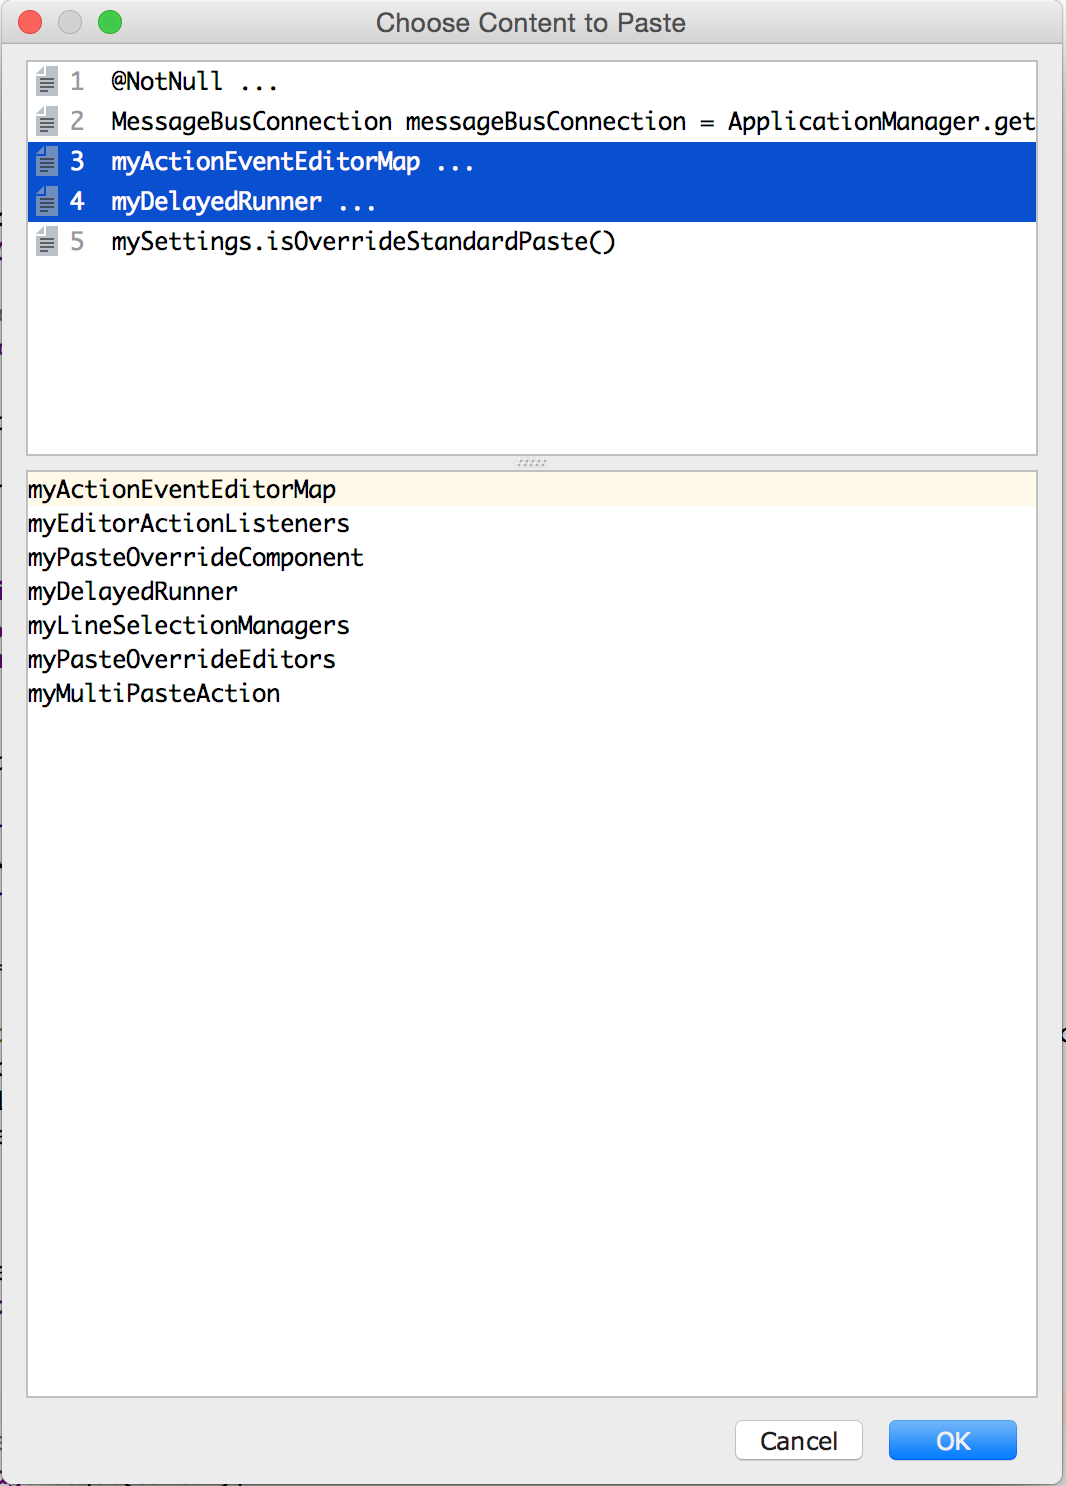 Choose Content to Paste
1 @NotNull ...
2 MessageBusConnection messageBusConnection = ApplicationManager.get
3 myActionEventEditorMap ...
4 myDelayedRunner ...
5 mySettings.isOverrideStandardPaste()
myActionEventEditorMap
myEditorActionListeners
myPasteOverrideComponent
myDelayedRunner
myLineSelectionManagers
myPasteOverrideEditors
myMultiPasteAction
Cancel OK